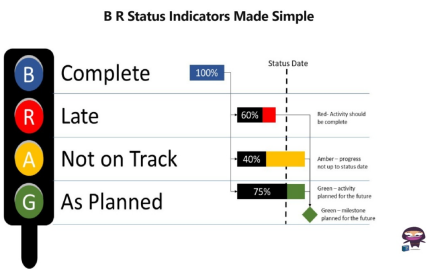 B R Status Indicators Made Simple
Status Date
B
Complete
100%
R
Late
60%
Red- Activity should
be complete
A
Not on Track
40%
Amber – progress
not up to status date
G
As Planned
75%
Green – activity
planned for the future
Green – milestone
planned for the future